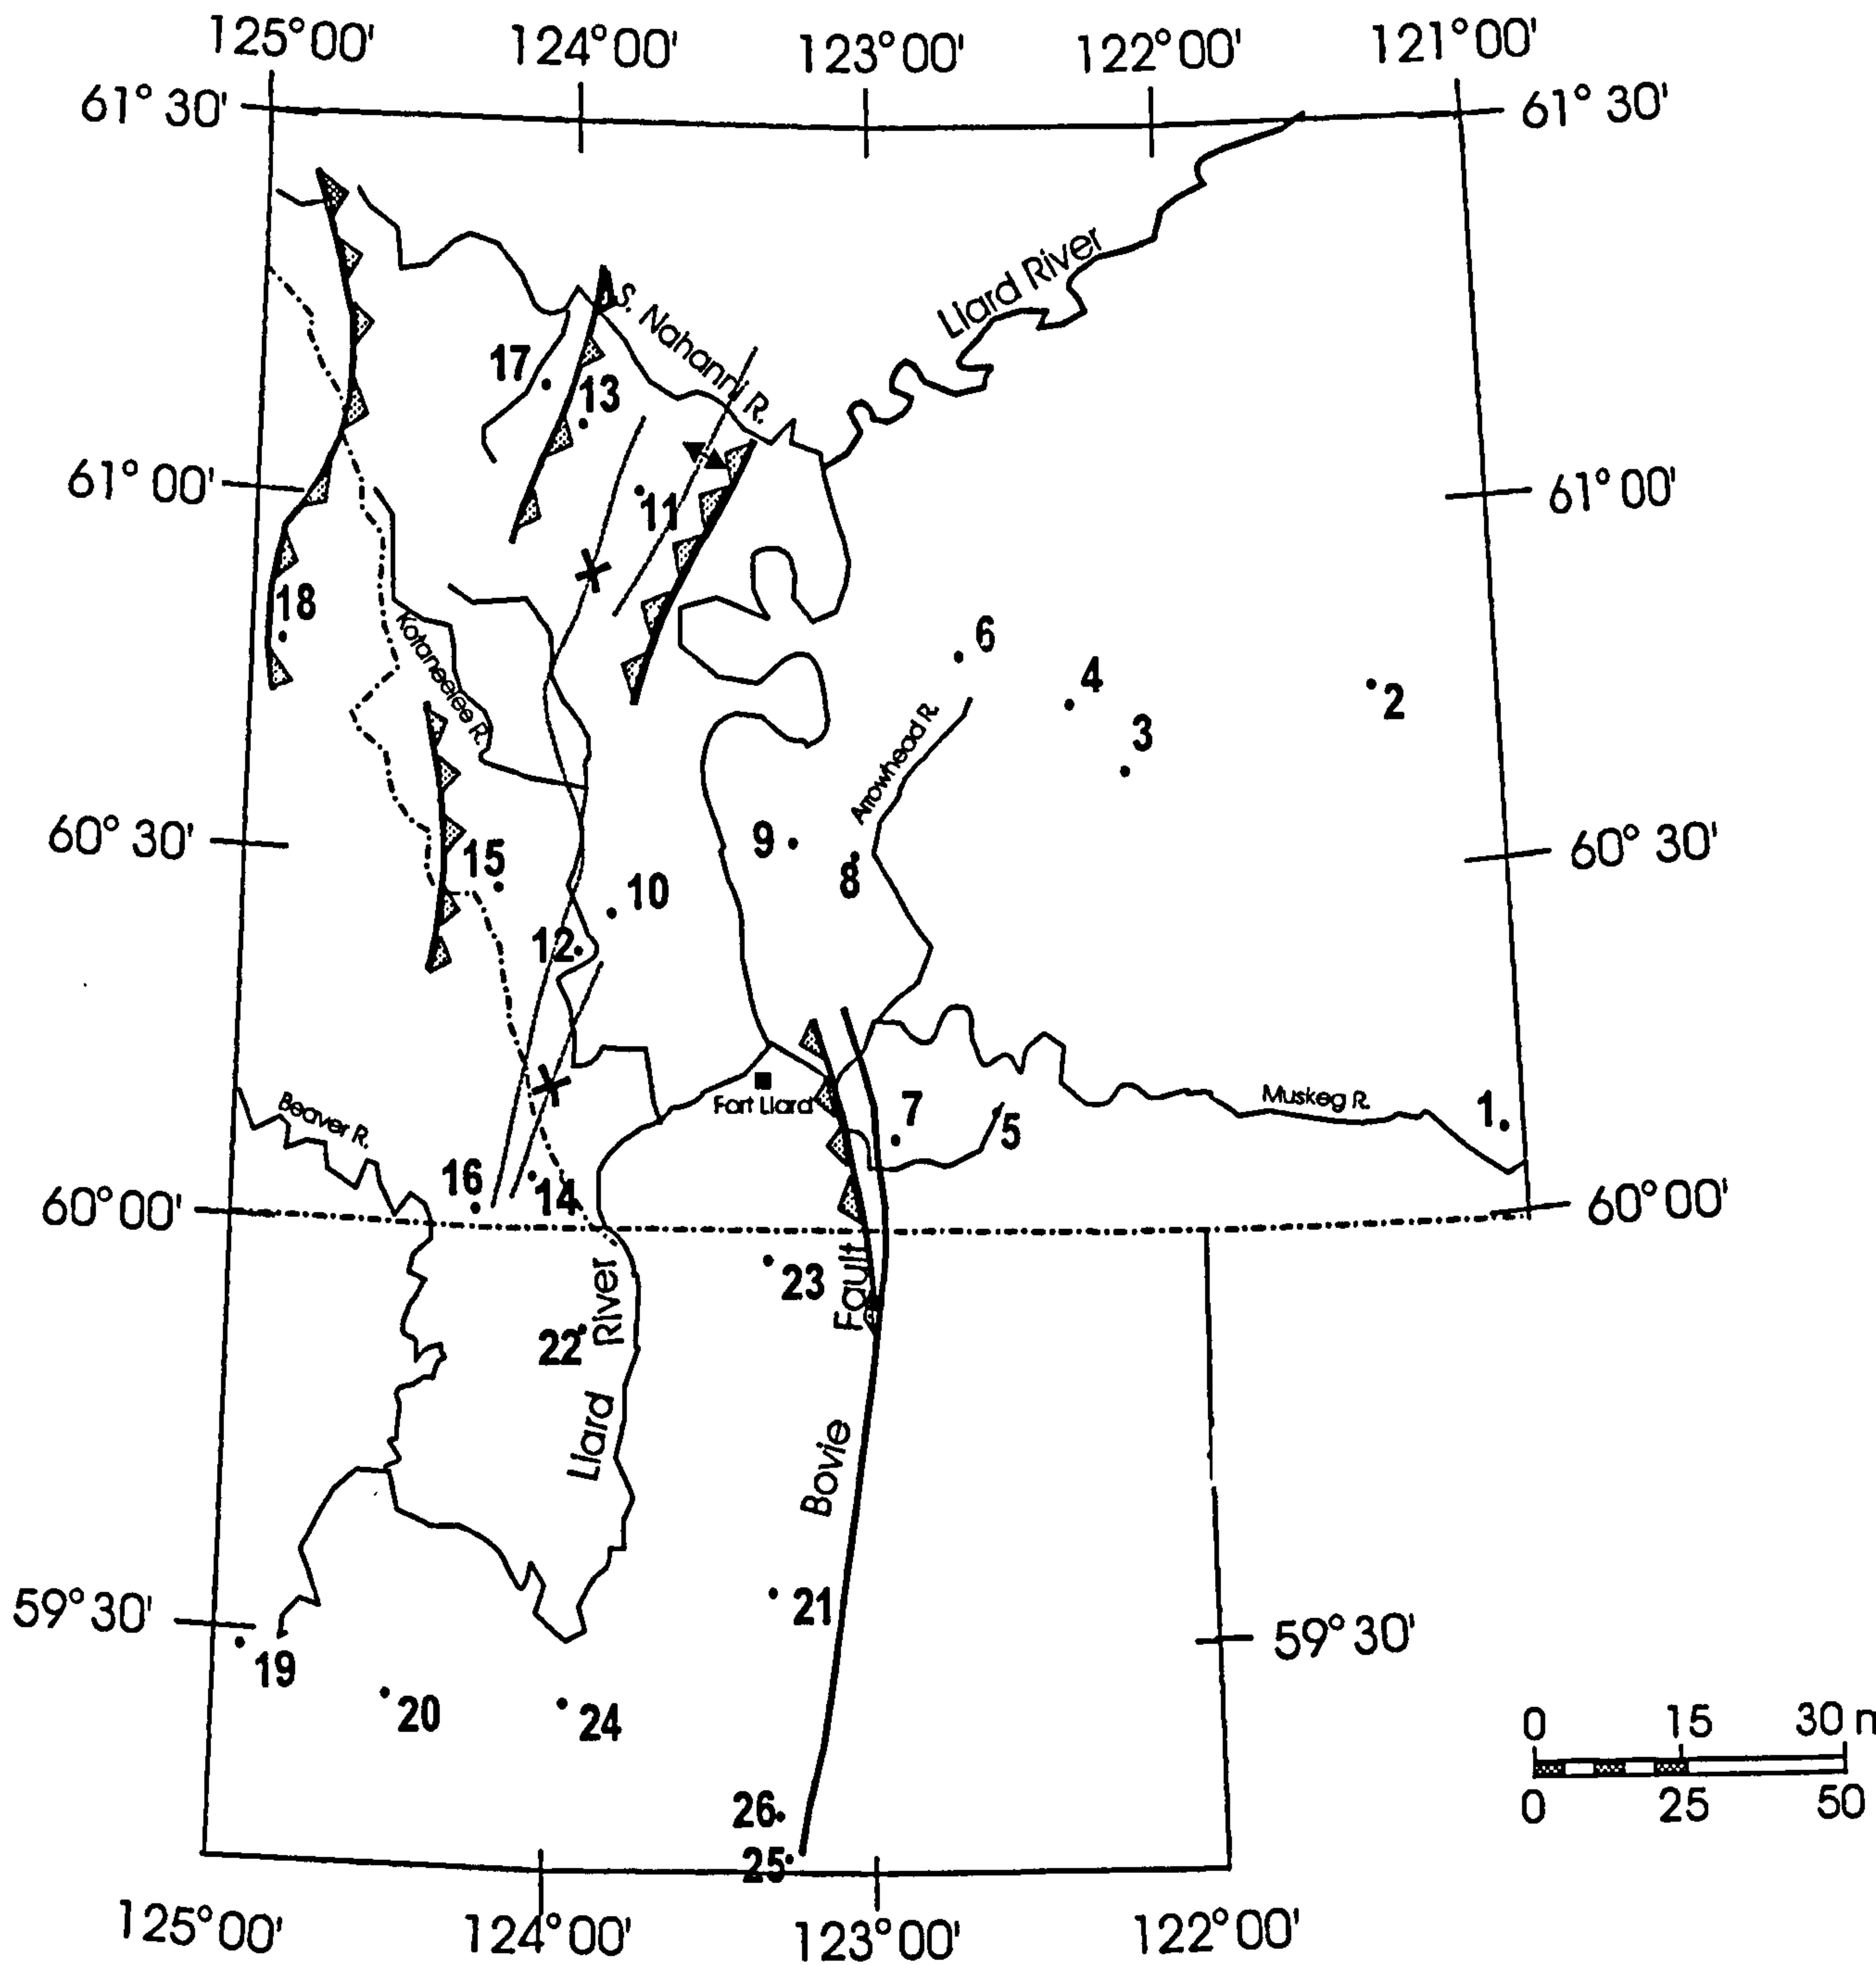 125°00' 124°00' 123°00' 122°00' 121°00'
61° 30' 61° 30'
LIard River
S. Nahanni R.
17
13
61° 00' 61° 00'
11
18
Kotaneelee R.
6
4
2
3
Arrowhead R.
60° 30' 60° 30'
9
8
15
10
12
Beaver R.
Fort LIard
Muskeg R.
7
1
5
16
14
60° 00' 60° 00'
23
Bovie Fault
22
LIard River
21
59° 30' 59° 30'
19
20
24
0 15 30
0 25 50
26
25
125°00' 124°00' 123°00' 122°00'